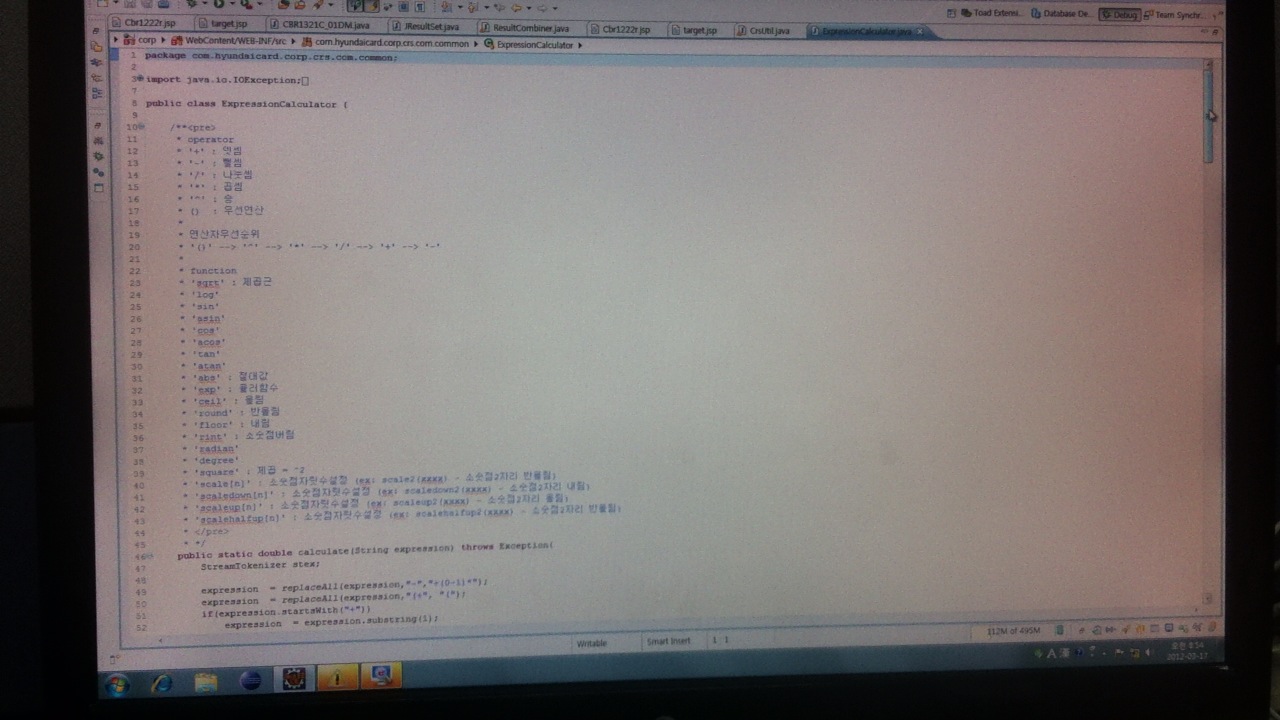 Toad Extensi... Database De... Debug Team Synchr...
Cbr1222r.jsp target.jsp CBR1321C_01DM.java JResultSet.java ResultCombiner.java Cbr1222r.jsp target.jsp CrsUtil.java ExpressionCalculator.java
corp WebContent/WEB-INF/src com.hyundaicard.corp.crs.com.common ExpressionCalculator
1 package com.hyundaicard.corp.crs.com.common;
2
3 import java.io.IOException;
7
8 public class ExpressionCalculator {
9
10 /**<pre>
11 * operator
12 * '+' : 덧셈
13 * '-' : 뺄셈
14 * '/' : 나눗셈
15 * '*' : 곱셈
16 * '^' : 승
17 * () : 우선연산
18 *
19 * 연산자우선순위
20 * '()' --> '^' --> '*' --> '/' --> '+' --> '-'
21 *
22 * function
23 * 'sqrt' : 제곱근
24 * 'log'
25 * 'sin'
26 * 'asin'
27 * 'cos'
28 * 'acos'
29 * 'tan'
30 * 'atan'
31 * 'abs' : 절대값
32 * 'exp' : 오일러함수
33 * 'ceil' : 올림
34 * 'round' : 반올림
35 * 'floor' : 내림
36 * 'rint' : 소숫점버림
37 * 'radian'
38 * 'degree'
39 * 'square' : 제곱 = ^2
40 * 'scale[n]' : 소숫점자릿수설정 (ex: scale2(xxxx) - 소숫점2자리 반올림)
41 * 'scaledown[n]' : 소숫점자릿수설정 (ex: scaledown2(xxxx) - 소숫점2자리 내림)
42 * 'scaleup[n]' : 소숫점자릿수설정 (ex: scaleup2(xxxx) - 소숫점2자리 올림)
43 * 'scalehalfup[n]' : 소숫점자릿수설정 (ex: scalehalfup2(xxxx) - 소숫점2자리 반올림)
44 * </pre>
45 * */
46 public static double calculate(String expression) throws Exception{
47 StreamTokenizer stex;
48
49 expression = replaceAll(expression,"-","+(0-1)*");
50 expression = replaceAll(expression,"(+", "(");
51 if(expression.startsWith("+"))
52 expression = expression.substring(1);
Writable Smart Insert 1 : 1 112M of 495M
A 漢
오전 8:54
2012-03-17